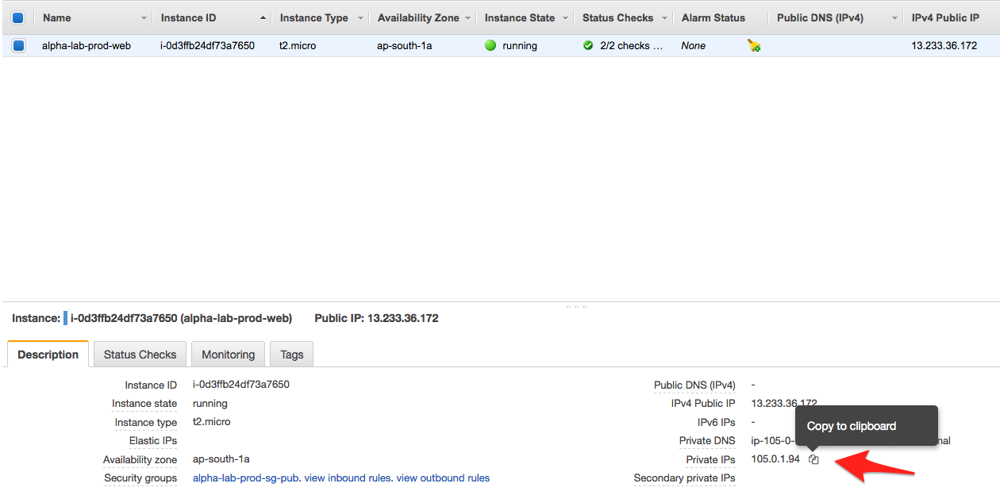 Name Instance ID Instance Type Availability Zone Instance State Status Checks Alarm Status Public DNS (IPv4) IPv4 Public IP
alpha-lab-prod-web i-0d3ffb24df73a7650 t2.micro ap-south-1a running 2/2 checks … None 13.233.36.172
Instance: i-0d3ffb24df73a7650 (alpha-lab-prod-web) Public IP: 13.233.36.172
Description Status Checks Monitoring Tags
Instance ID i-0d3ffb24df73a7650 Public DNS (IPv4) -
Instance state running IPv4 Public IP 13.233.36.172
Instance type t2.micro IPv6 IPs -
Copy to clipboard
Elastic IPs Private DNS ip-105-0- nal
Availability zone ap-south-1a Private IPs 105.0.1.94
Security groups alpha-lab-prod-sg-pub. view inbound rules. view outbound rules Secondary private IPs